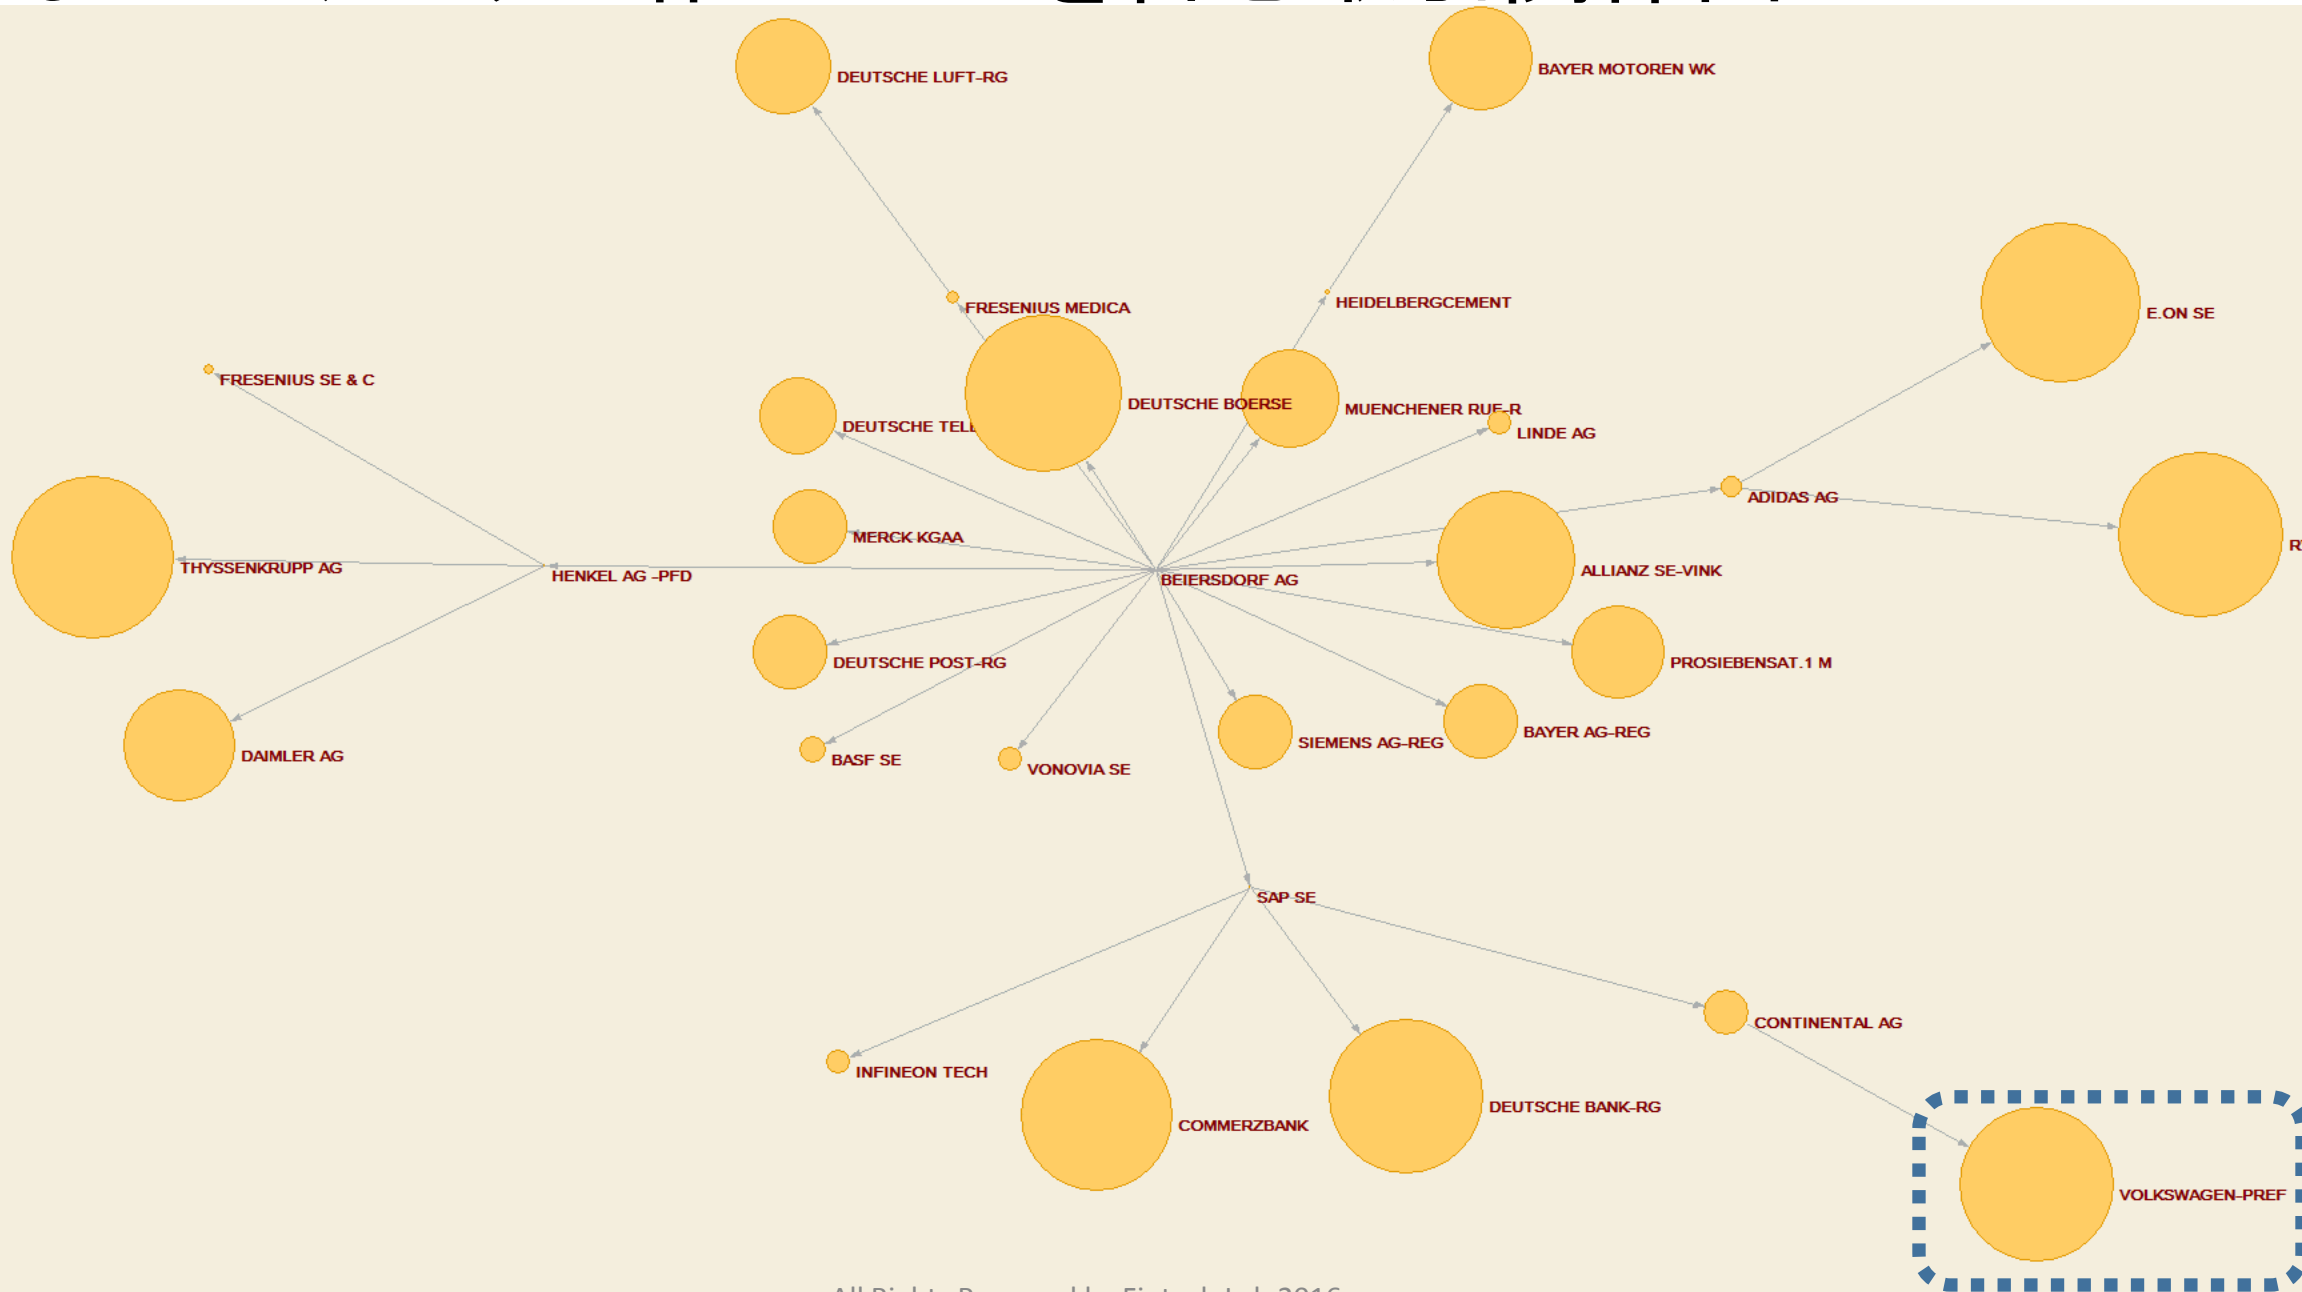 DEUTSCHE LUFT-RG
BAYER MOTOREN WK
FRESENIUS MEDICA
HEIDELBERGCEMENT
E.ON SE
FRESENIUS SE & C
DEUTSCHE BOERSE
MUENCHENER RUE-R
DEUTSCHE TELE
LINDE AG
ADIDAS AG
MERCK KGAA
THYSSENKRUPP AG
HENKEL AG -PFD
BEIERSDORF AG
ALLIANZ SE-VINK
DEUTSCHE POST-RG
PROSIEBENSAT.1 M
DAIMLER AG
BASF SE
VONOVIA SE
SIEMENS AG-REG
BAYER AG-REG
SAP SE
CONTINENTAL AG
INFINEON TECH
COMMERZBANK
DEUTSCHE BANK-RG
VOLKSWAGEN-PREF